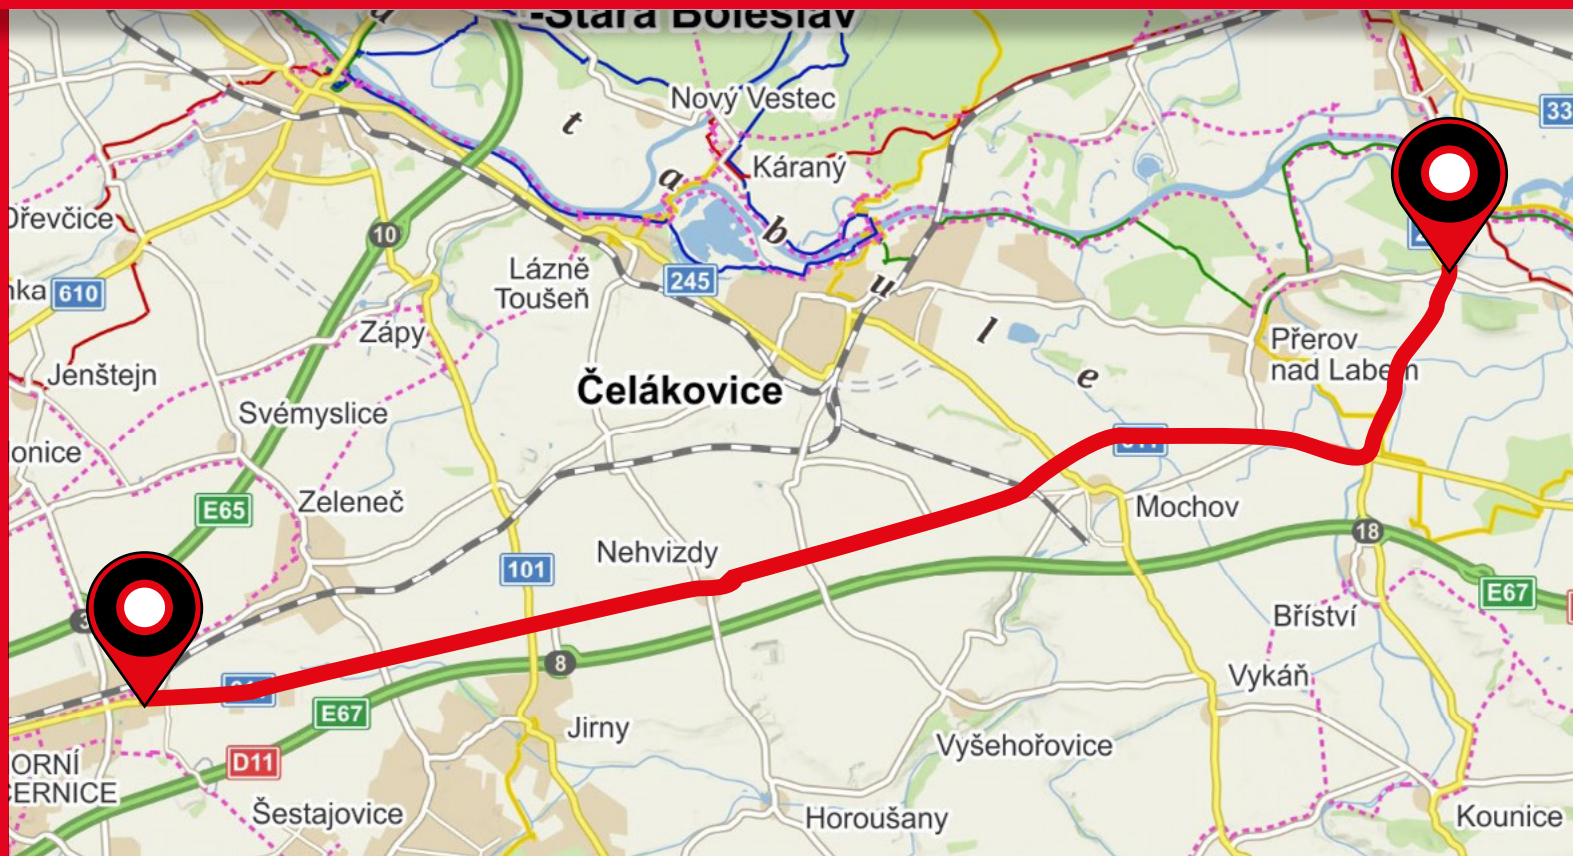 -Stará Boleslav
t
a
b
u
l
e
Nový Vestec
33
Káraný
Dřevčice
10
Lázně
Toušeň
245
nka
610
Zápy
Přerov
nad Labem
Jenštejn
Čelákovice
Svémyslice
onice
Zeleneč
E65
Mochov
Nehvizdy
18
101
E67
Bříství
8
Vykáň
E67
Jirny
Vyšehořovice
D11
ORNÍ
ČERNICE
Šestajovice
Horoušany
Kounice